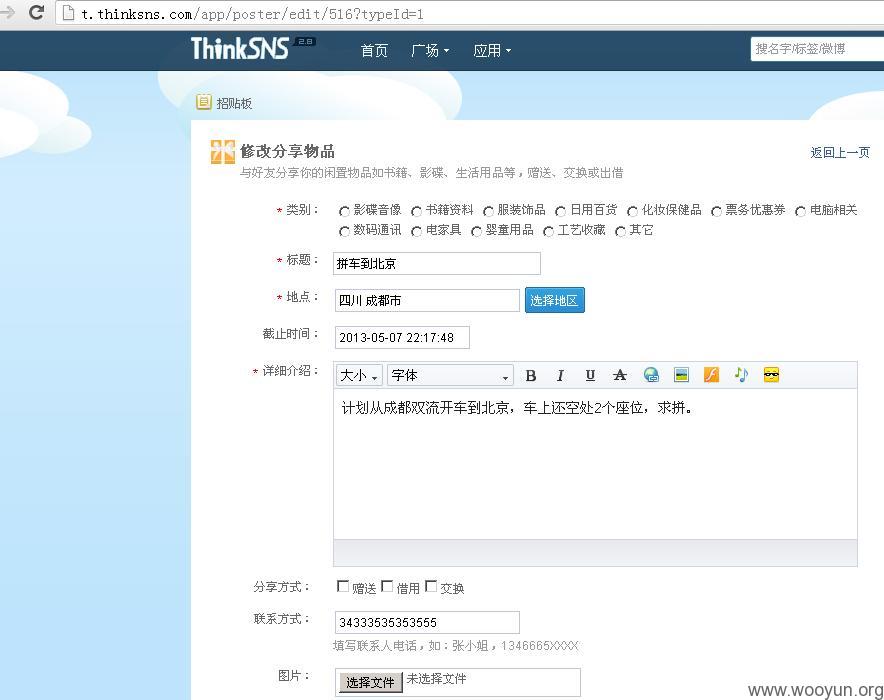 t.thinksns.com/app/poster/edit/516?typeId=1
ThinkSNS 2.8 首页 广场 应用 搜名字/标签/微博
招贴板
修改分享物品 返回上一页
与好友分享你的闲置物品如书籍、影碟、生活用品等，赠送、交换或出借
* 类别： 影碟音像 书籍资料 服装饰品 日用百货 化妆保健品 票务优惠券 电脑相关
数码通讯 电家具 婴童用品 工艺收藏 其它
* 标题： 拼车到北京
* 地点： 四川 成都市 选择地区
截止时间： 2013-05-07 22:17:48
* 详细介绍： 大小 字体 B I U A
计划从成都双流开车到北京，车上还空处2个座位，求拼。
分享方式： 赠送 借用 交换
联系方式： 34333535353555
填写联系人电话，如：张小姐，1346665XXXX
图片： 选择文件 未选择文件
www.wooyun.org